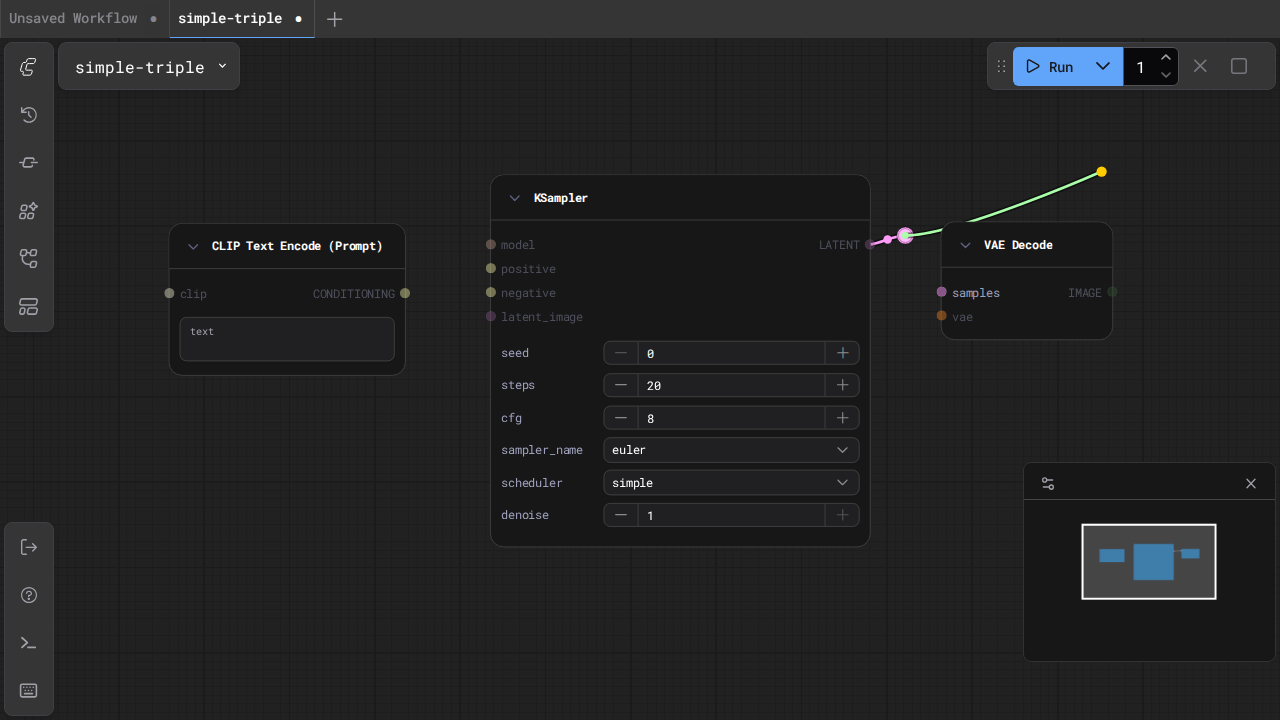 Unsaved Workflow
simple-triple
simple-triple
Run
1
CLIP Text Encode (Prompt)
clip
CONDITIONING
text
KSampler
model
LATENT
positive
negative
latent_image
seed
0
steps
20
cfg
8
sampler_name
euler
scheduler
simple
denoise
1
VAE Decode
samples
IMAGE
vae